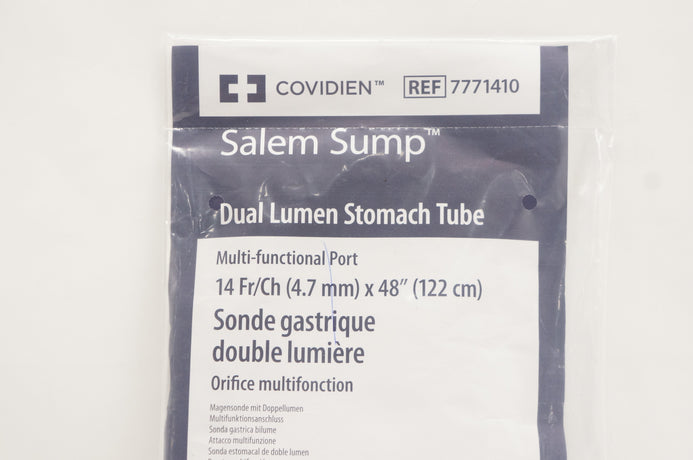 COVIDIEN™ REF 7771410
Salem Sump™
Dual Lumen Stomach Tube
Multi-functional Port
14 Fr/Ch (4.7 mm) x 48” (122 cm)
Sonde gastrique
double lumière
Orifice multifonction
Magensonde mit Doppellumen
Multifunktionsanschluss
Sonda gastrica bilume
Attacco multifunzione
Sonda estomacal de doble lumen